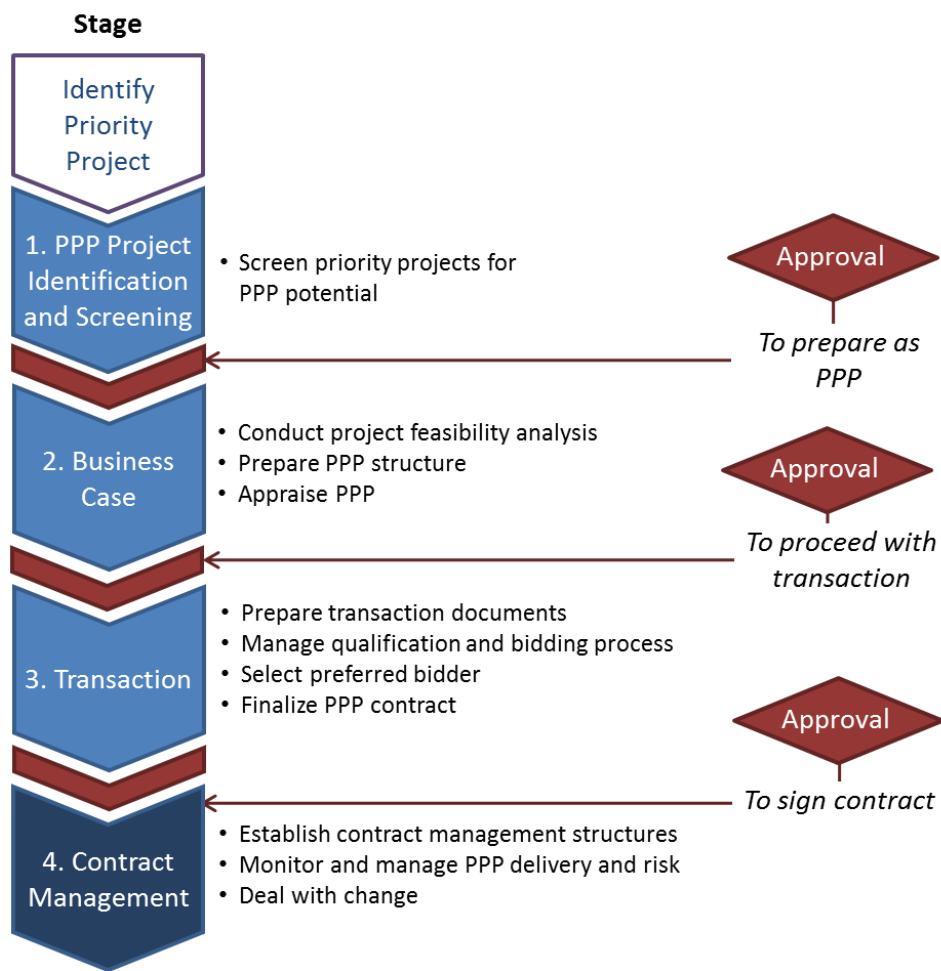 Stage
Identify
Priority
Project
1. PPP Project
Identification
and Screening
• Screen priority projects for
PPP potential
Approval
To prepare as
PPP
2. Business
Case
• Conduct project feasibility analysis
• Prepare PPP structure
• Appraise PPP
Approval
To proceed with
transaction
3. Transaction
• Prepare transaction documents
• Manage qualification and bidding process
• Select preferred bidder
• Finalize PPP contract
Approval
To sign contract
4. Contract
Management
• Establish contract management structures
• Monitor and manage PPP delivery and risk
• Deal with change